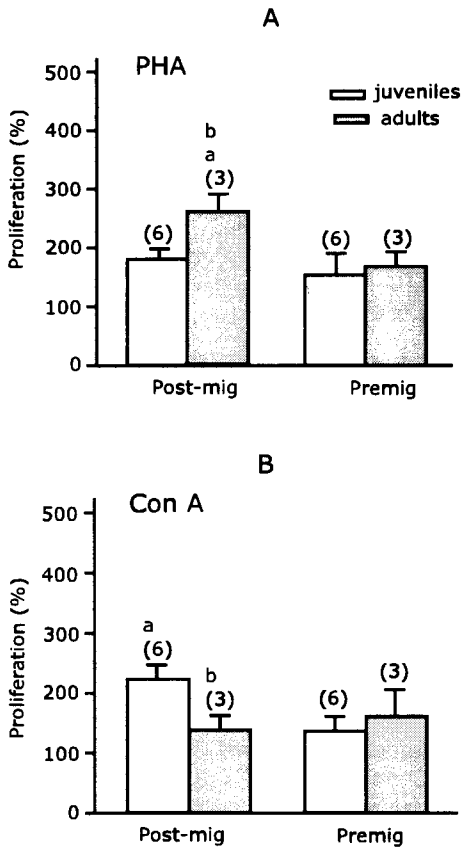 A
PHA
juveniles
adults
500
400
300
200
100
0
Proliferation (%)
b
a
(6)
(3)
(6)
(3)
Post-mig
Premig
B
Con A
500
400
300
200
100
0
Proliferation (%)
a
(6)
b
(3)
(6)
(3)
Post-mig
Premig